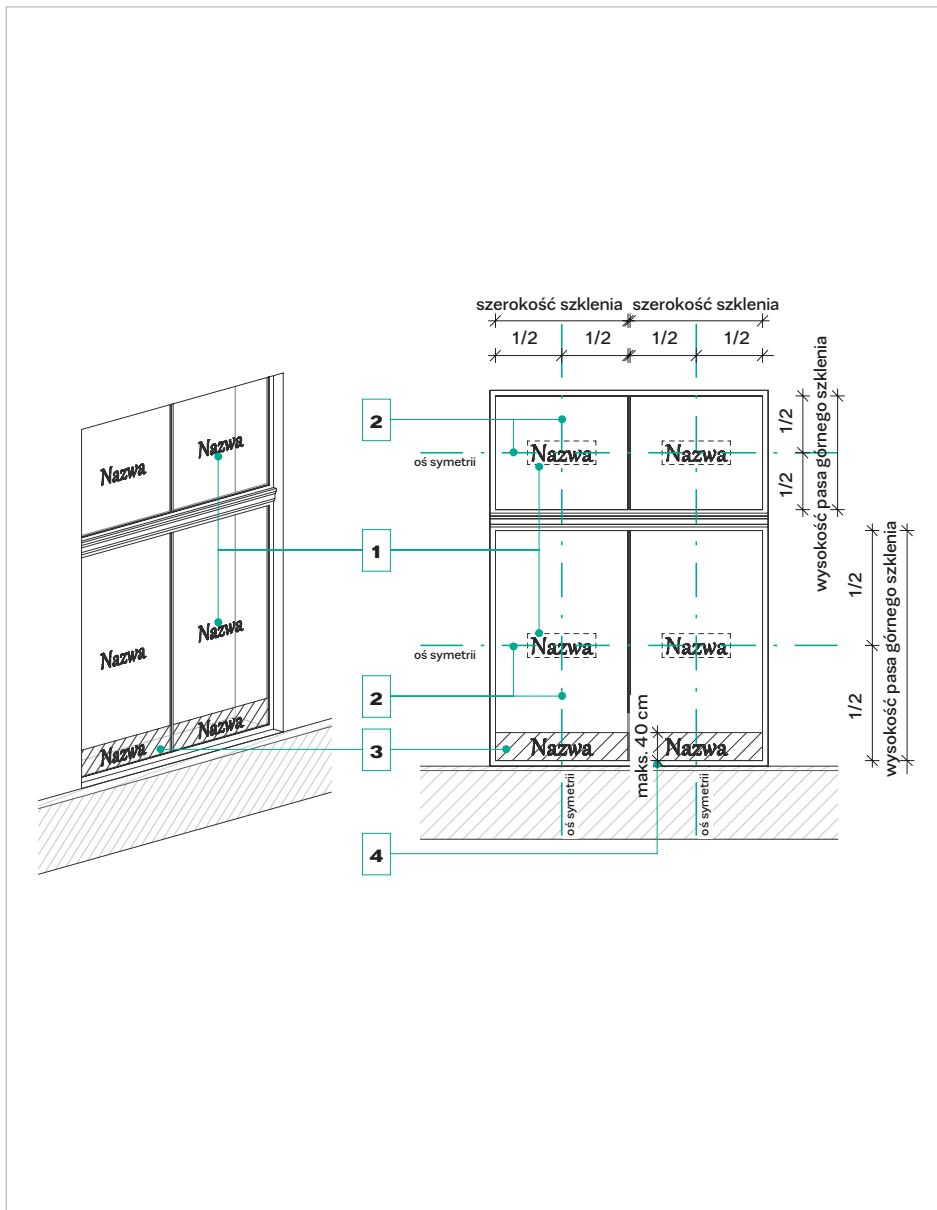 szerokość szklenia szerokość szklenia
1/2 1/2 1/2 1/2
wysokość pasa górnego szklenia
1/2
1/2
2
Nazwa Nazwa
oś symetrii
Nazwa Nazwa
1
wysokość pasa górnego szklenia
1/2
1/2
Nazwa Nazwa
oś symetrii
Nazwa Nazwa
2
3
Nazwa Nazwa
maks. 40 cm
Nazwa Nazwa
oś symetrii
oś symetrii
4